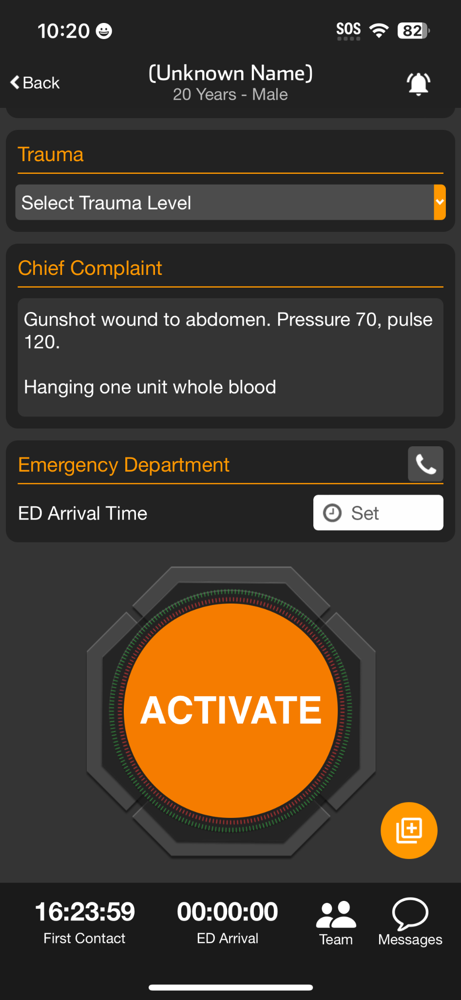 10:20
SOS
82
Back
(Unknown Name)
20 Years - Male
Trauma
Select Trauma Level
Chief Complaint
Gunshot wound to abdomen. Pressure 70, pulse
120.
Hanging one unit whole blood
Emergency Department
ED Arrival Time
Set
ACTIVATE
16:23:59
First Contact
00:00:00
ED Arrival
Team
Messages